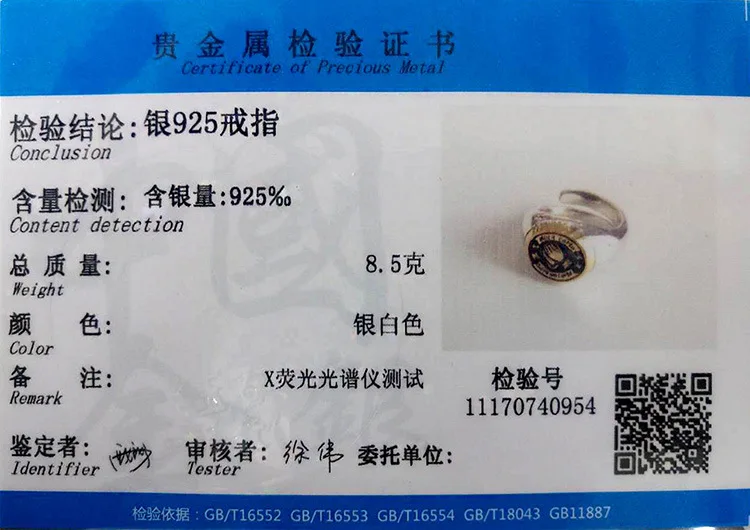 贵金属检验证书
Certificate of Precious Metal
检验结论:银925戒指
Conclusion
含量检测:含银量:925‰
Content detection
总质量: 8.5克
Weight
颜色: 银白色
Color
备注: X荧光光谱仪测试
Remark
检验号
11170740954
鉴定者: 审核者:徐伟 委托单位:
Identifier Tester
检验依据:GB/T16552 GB/T16553 GB/T16554 GB/T18043 GB11887